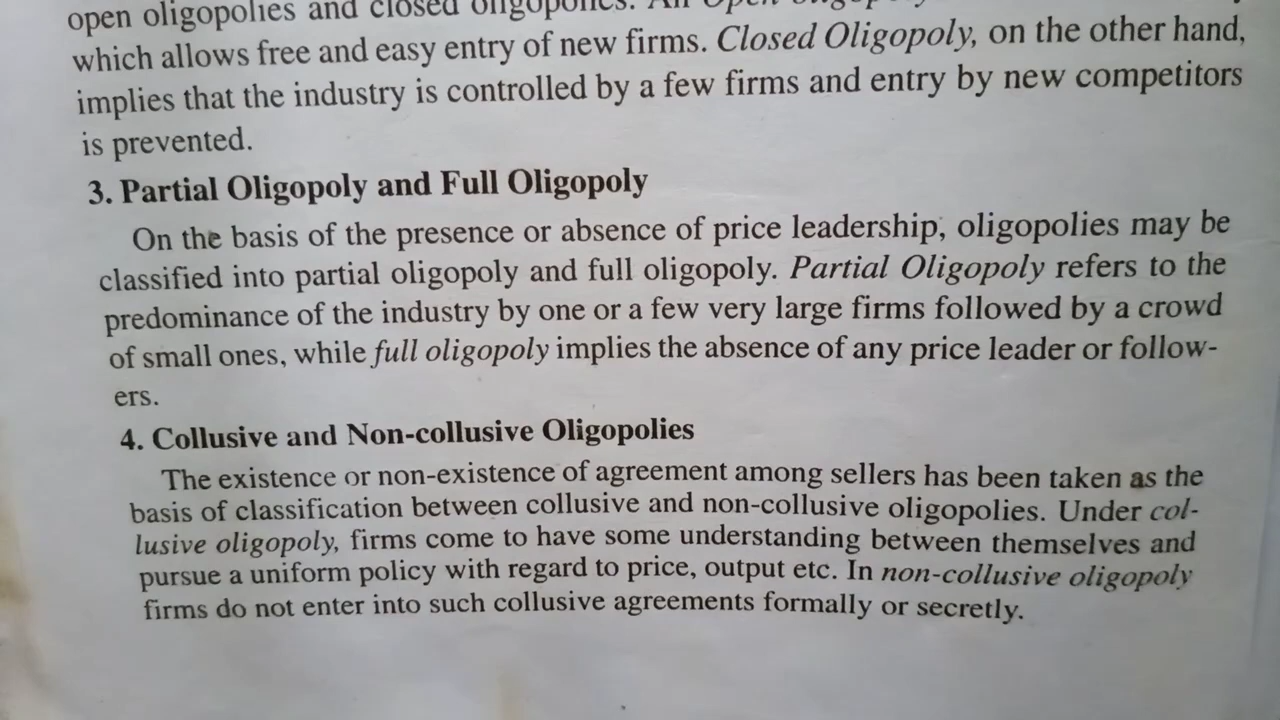 open oligopolies and closed oligopolies. An Open
which allows free and easy entry of new firms. Closed Oligopoly, on the other hand,
implies that the industry is controlled by a few firms and entry by new competitors
is prevented.
3. Partial Oligopoly and Full Oligopoly
On the basis of the presence or absence of price leadership, oligopolies may be
classified into partial oligopoly and full oligopoly. Partial Oligopoly refers to the
predominance of the industry by one or a few very large firms followed by a crowd
of small ones, while full oligopoly implies the absence of any price leader or follow-
ers.
4. Collusive and Non-collusive Oligopolies
The existence or non-existence of agreement among sellers has been taken as the
basis of classification between collusive and non-collusive oligopolies. Under col-
lusive oligopoly, firms come to have some understanding between themselves and
pursue a uniform policy with regard to price, output etc. In non-collusive oligopoly
firms do not enter into such collusive agreements formally or secretly.